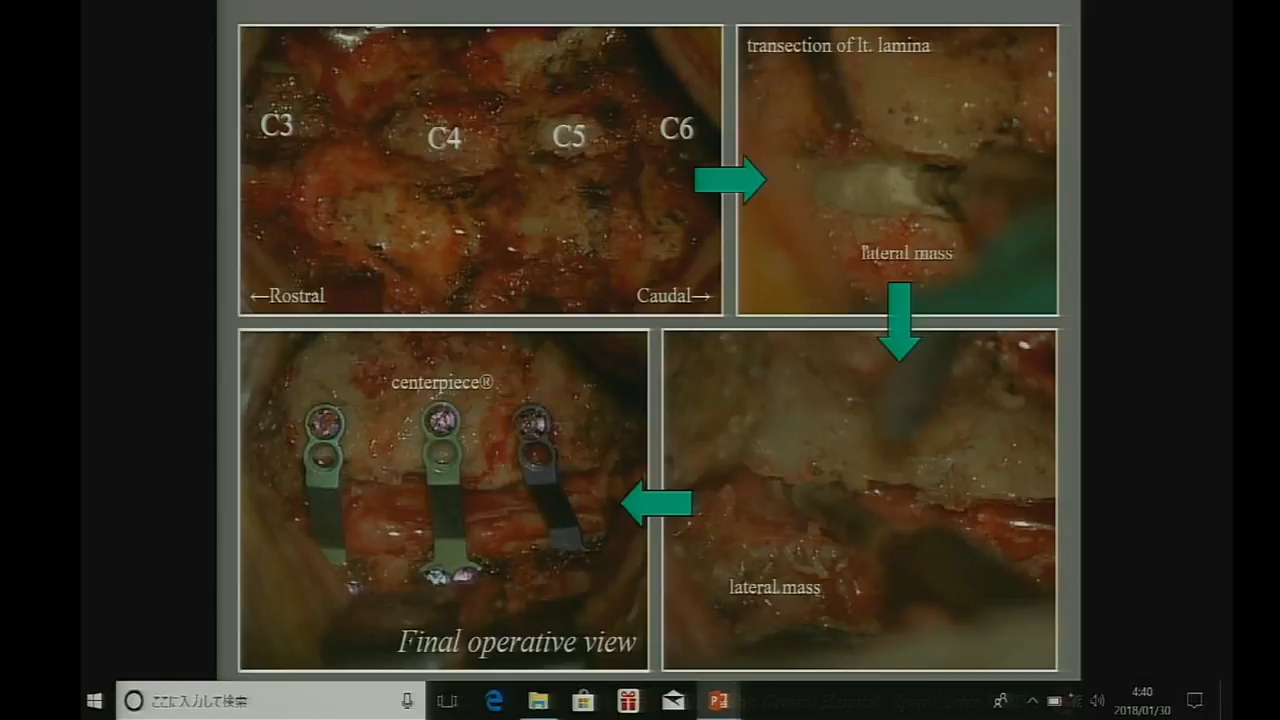 C3
C4
C5
C6
←Rostral
Caudal→
transection of lt. lamina
lateral mass
centerpiece®
Final operative view
lateral mass
ここに入力して検索
4:40
2018/01/30